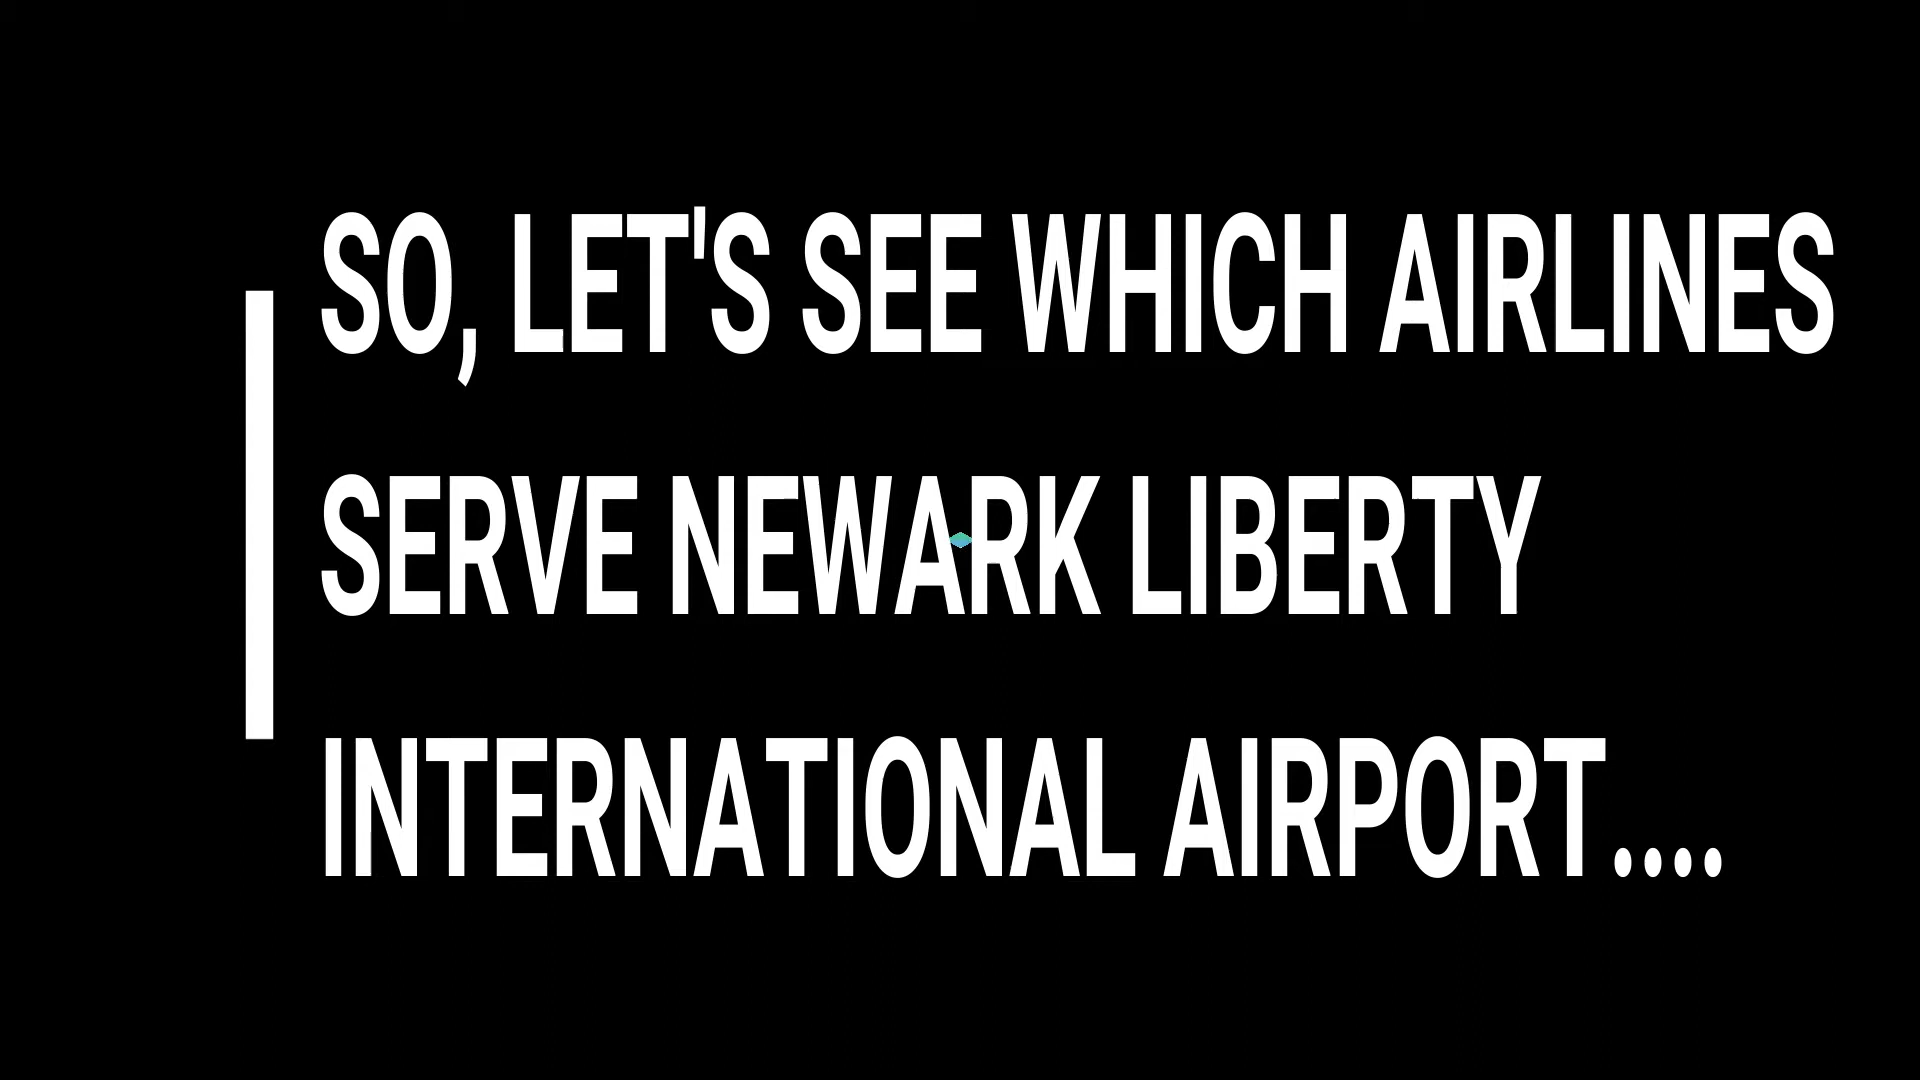 SO, LET'S SEE WHICH AIRLINES
SERVE NEWARK LIBERTY
INTERNATIONAL AIRPORT....